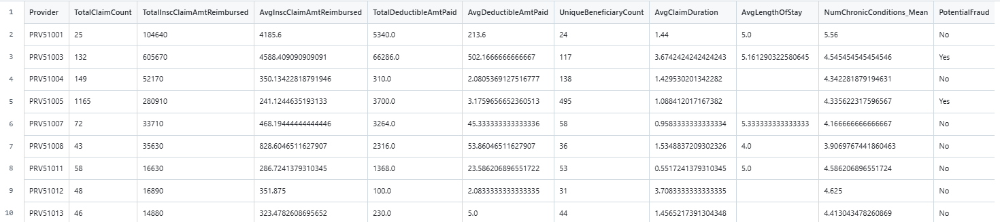 1 Provider TotalClaimCount TotalInscClaimAmtReimbursed AvgInscClaimAmtReimbursed TotalDeductibleAmtPaid AvgDeductibleAmtPaid UniqueBeneficiaryCount AvgClaimDuration AvgLengthOfStay NumChronicConditions_Mean PotentialFraud
2 PRV51001 25 104640 4185.6 5340.0 213.6 24 1.44 5.0 5.56 No
3 PRV51003 132 605670 4588.409090909091 66286.0 502.1666666666667 117 3.6742424242424243 5.161290322580645 4.545454545454546 Yes
4 PRV51004 149 52170 350.13422818791946 310.0 2.0805369127516777 138 1.429530201342282 4.342281879194631 No
5 PRV51005 1165 280910 241.1244635193133 3700.0 3.1759656652360513 495 1.088412017167382 4.335622317596567 Yes
6 PRV51007 72 33710 468.19444444444446 3264.0 45.333333333333336 58 0.9583333333333334 5.333333333333333 4.166666666666667 No
7 PRV51008 43 35630 828.6046511627907 2316.0 53.86046511627907 36 1.5348837209302326 4.0 3.9069767441860463 No
8 PRV51011 58 16630 286.7241379310345 1368.0 23.586206896551722 53 0.5517241379310345 5.0 4.586206896551724 No
9 PRV51012 48 16890 351.875 100.0 2.0833333333333335 31 3.7083333333333335 4.625 No
10 PRV51013 46 14880 323.4782608695652 230.0 5.0 44 1.4565217391304348 4.413043478260869 No